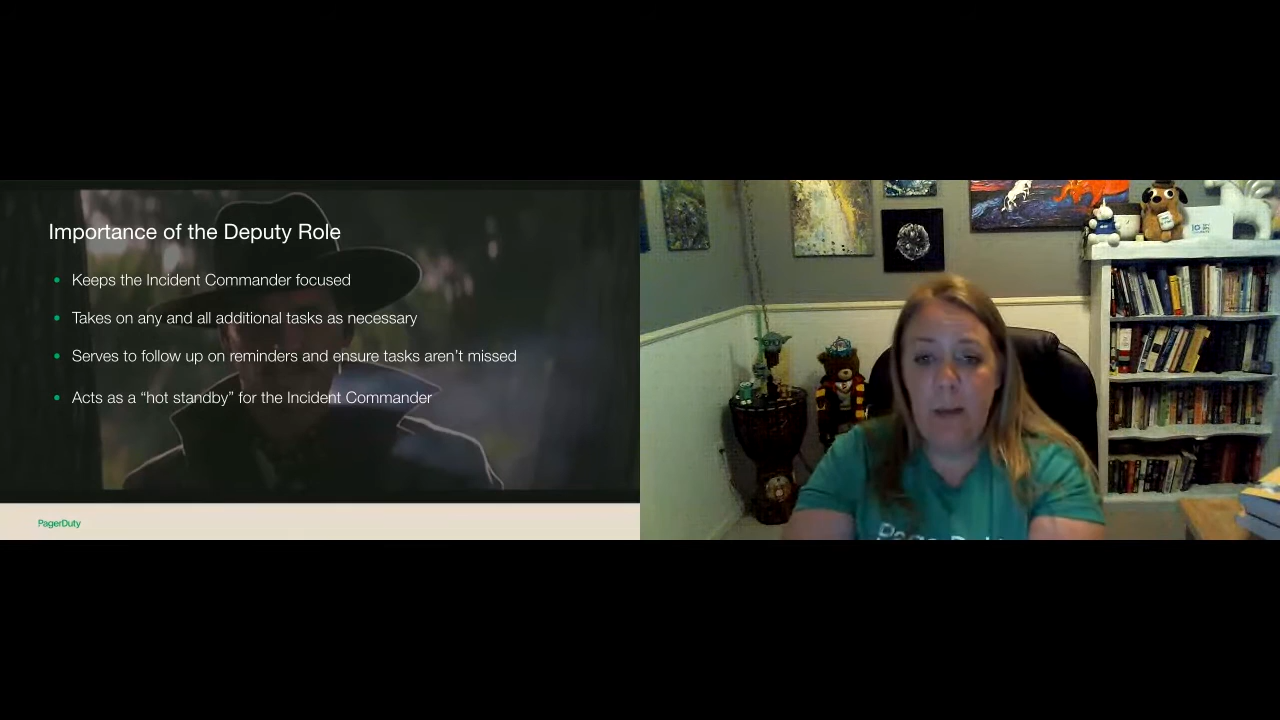 Importance of the Deputy Role
• Keeps the Incident Commander focused
• Takes on any and all additional tasks as necessary
• Serves to follow up on reminders and ensure tasks aren't missed
• Acts as a “hot standby” for the Incident Commander
PagerDuty